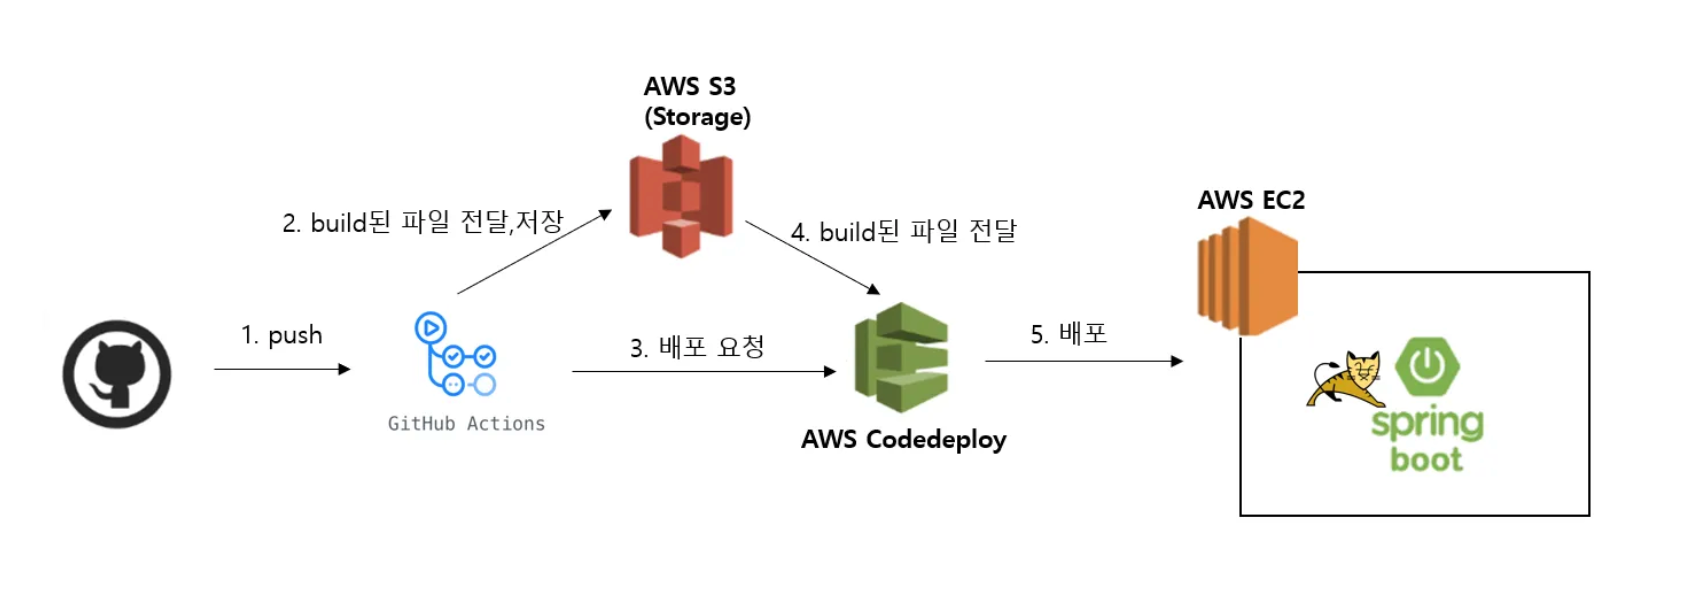 AWS S3
(Storage)
2. build된 파일 전달,저장
4. build된 파일 전달
AWS EC2
1. push
3. 배포 요청
5. 배포
GitHub Actions
AWS Codedeploy
spring
boot